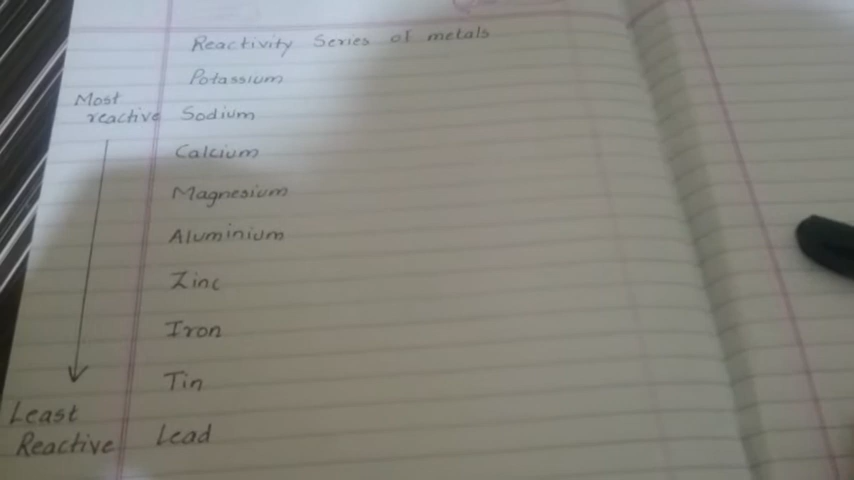 Reactivity Series of metals
Potassium
Most
reactive Sodium
Calcium
Magnesium
Aluminium
Zinc
Iron
Tin
Least
Reactive Lead